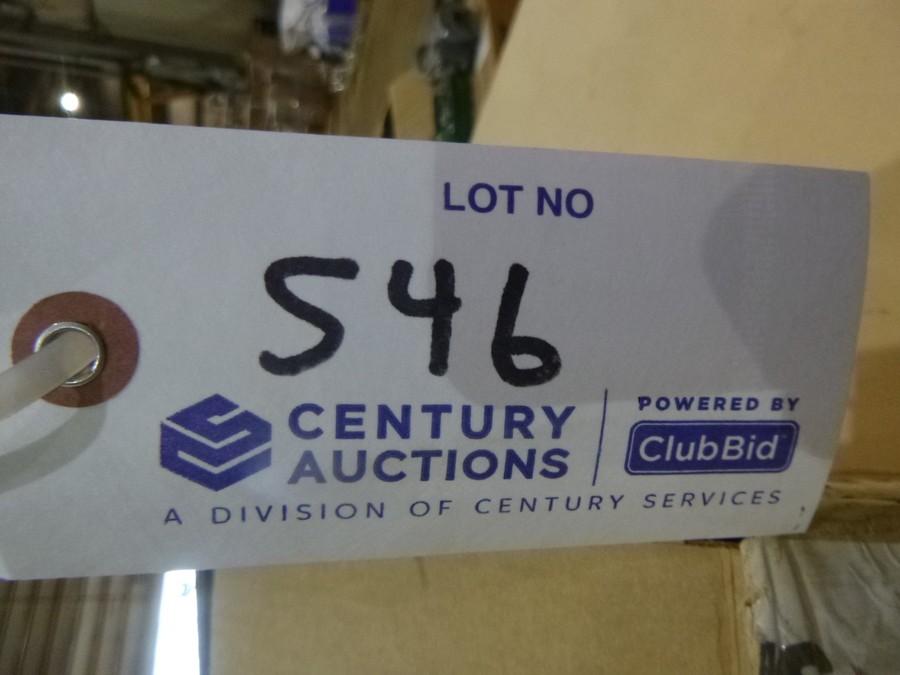 LOT NO
546
CENTURY
AUCTIONS
POWERED BY
ClubBid
A DIVISION OF CENTURY SERVICES